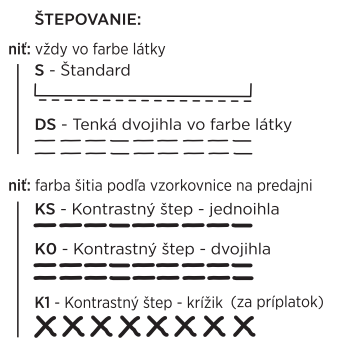 ŠTEPOVANIE:
niť: vždy vo farbe látky
S - Štandard
DS - Tenká dvojihla vo farbe látky
niť: farba šitia podľa vzorkovnice na predajni
KS - Kontrastný štep - jednoihla
KO - Kontrastný štep - dvojihla
K1 - Kontrastný štep - krížik (za príplatok)